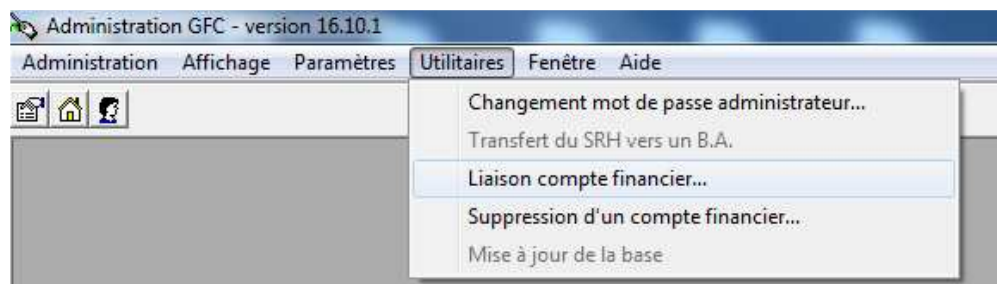 Administration GFC - version 16.10.1
Administration Affichage Paramètres Utilitaires Fenêtre Aide
Changement mot de passe administrateur...
Transfert du SRH vers un B.A.
Liaison compte financier...
Suppression d'un compte financier...
Mise à jour de la base